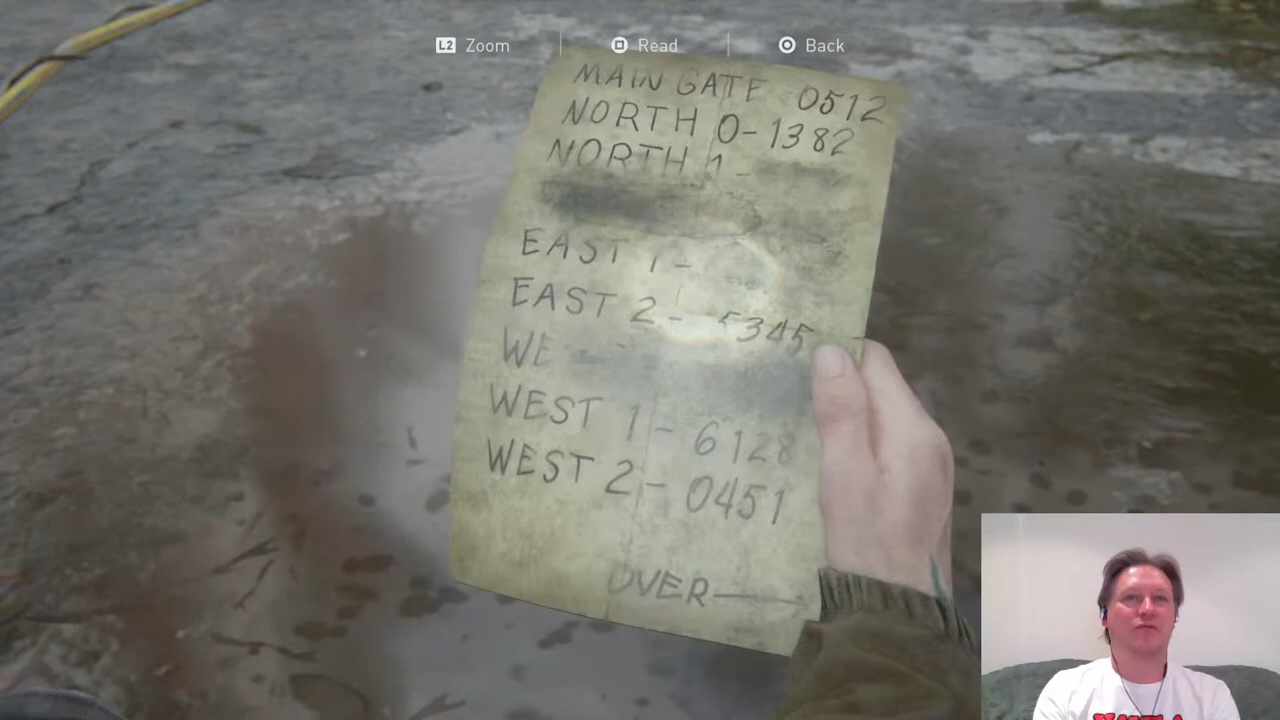 L2 Zoom Read Back
MAIN GATE 0512
NORTH 0-1382
NORTH 1 -
EAST 1 -
EAST 2 - 5345
WE
WEST 1 - 6128
WEST 2 - 0451
OVER